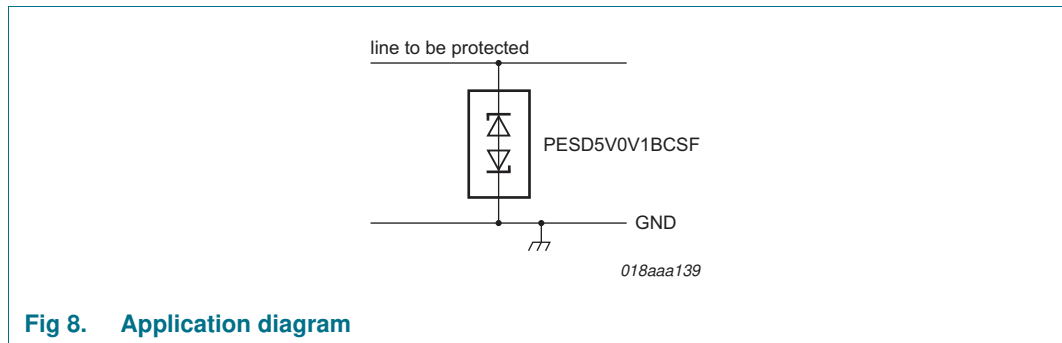 line to be protected
PESD5V0V1BCSF
GND
018aaa139
Fig 8. Application diagram